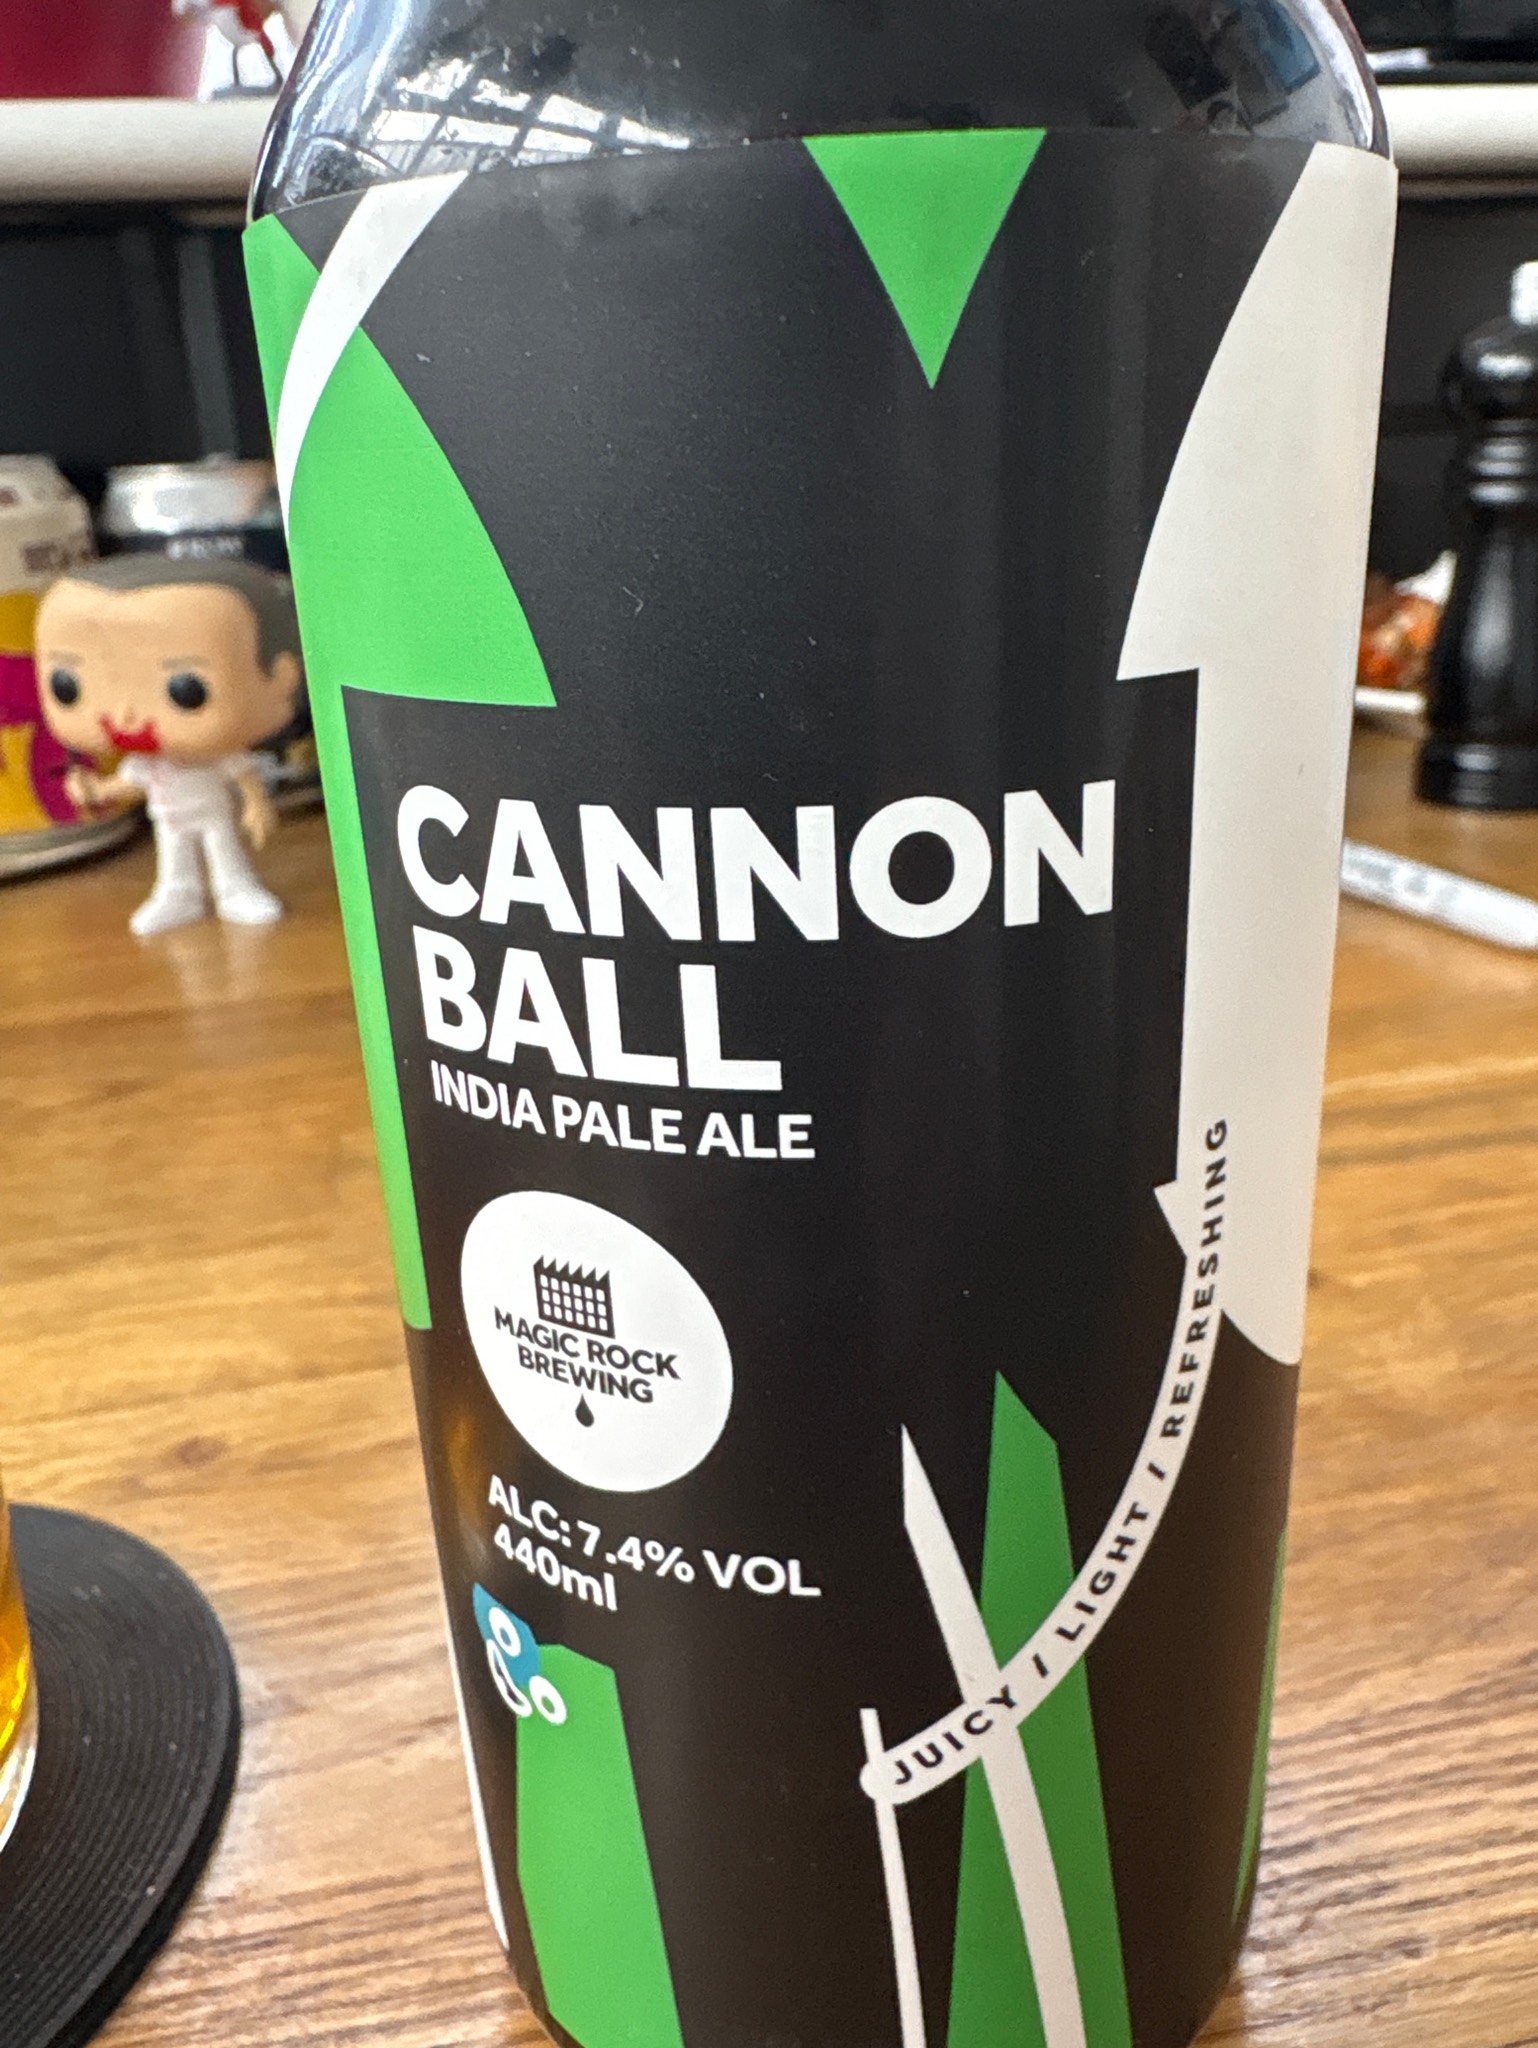 CANNON
BALL
INDIA PALE ALE
MAGIC ROCK
BREWING
ALC: 7.4% VOL
440ml
JUICY / LIGHT / REFRESHING